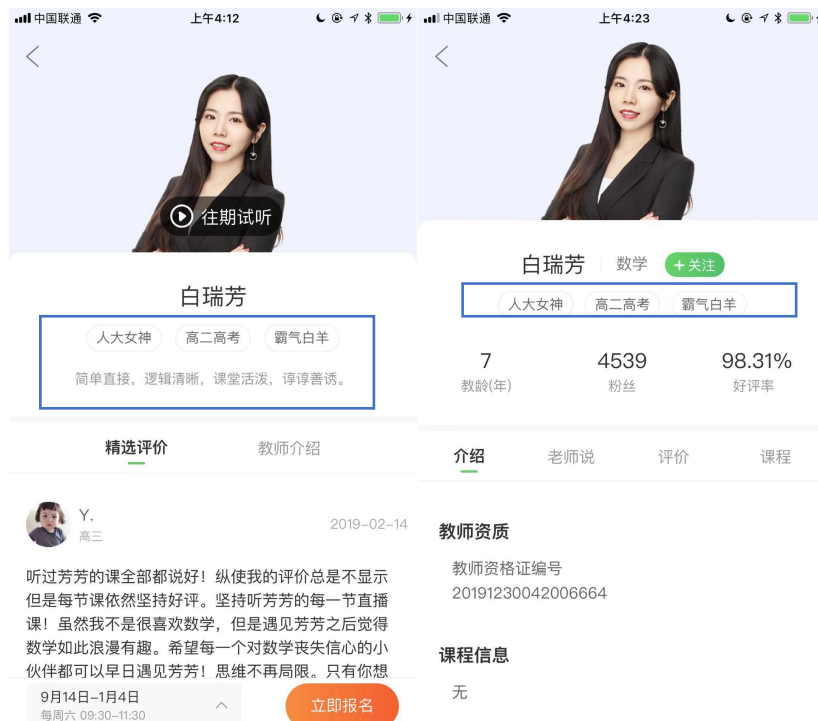 中国联通
上午4:12
往期试听
白瑞芳
人大女神 高二高考 霸气白羊
简单直接，逻辑清晰，课堂活泼，谆谆善诱。
精选评价 教师介绍
Y.
高三
2019-02-14
听过芳芳的课全部都说好！纵使我的评价总是不显示
但是每节课依然坚持好评。坚持听芳芳的每一节直播
课！虽然我不是很喜欢数学，但是遇见芳芳之后觉得
数学如此浪漫有趣。希望每一个对数学丧失信心的小
伙伴都可以早日遇见芳芳！思维不再局限。只有你想
9月14日-1月4日
每周六 09:30-11:30
立即报名
中国联通
上午4:23
白瑞芳 数学 +关注
人大女神 高二高考 霸气白羊
7 4539 98.31%
教龄(年) 粉丝 好评率
介绍 老师说 评价 课程
教师资质
教师资格证编号
20191230042006664
课程信息
无